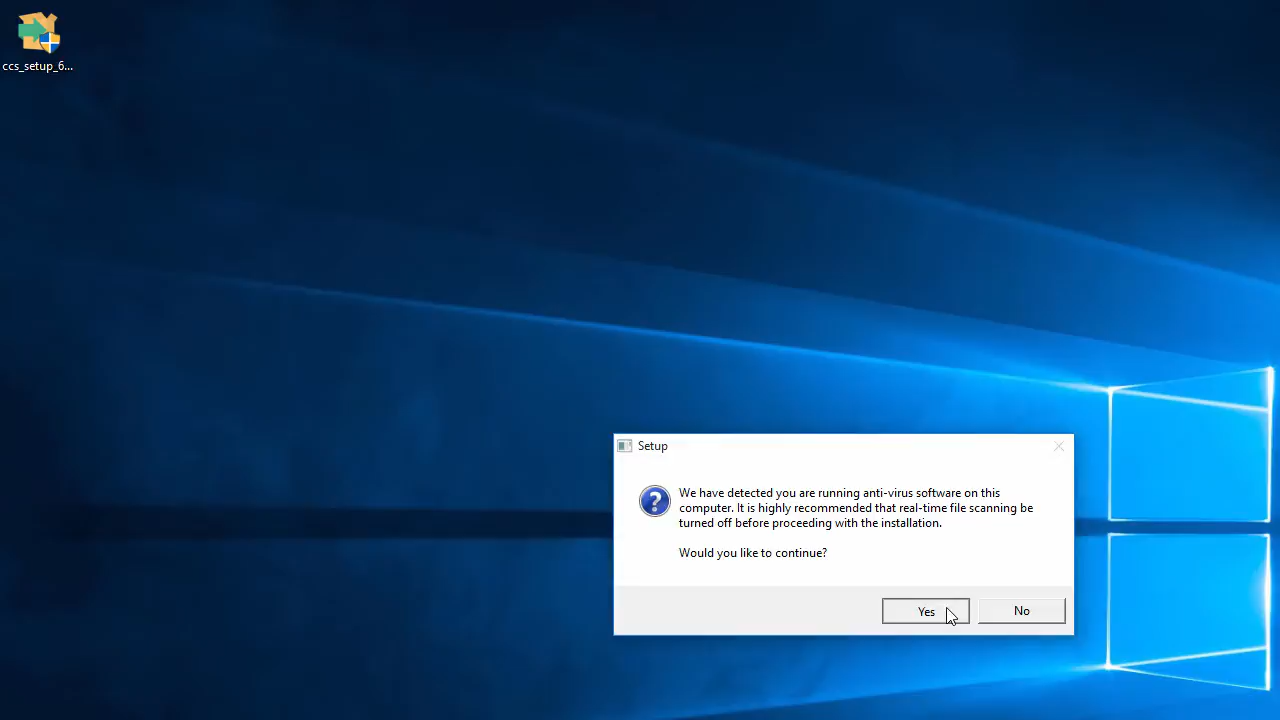 ccs_setup_6...
Setup
We have detected you are running anti-virus software on this
computer. It is highly recommended that real-time file scanning be
turned off before proceeding with the installation.
Would you like to continue?
Yes
No